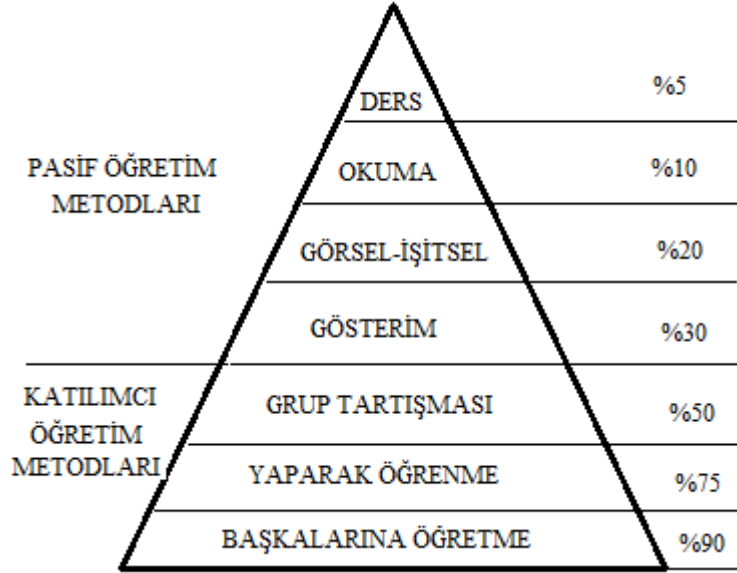 DERS %5
PASİF ÖĞRETİM
METODLARI
OKUMA %10
GÖRSEL-İŞİTSEL %20
GÖSTERİM %30
KATILIMCI
ÖĞRETİM
METODLARI
GRUP TARTIŞMASI %50
YAPARAK ÖĞRENME %75
BAŞKALARINA ÖĞRETME %90